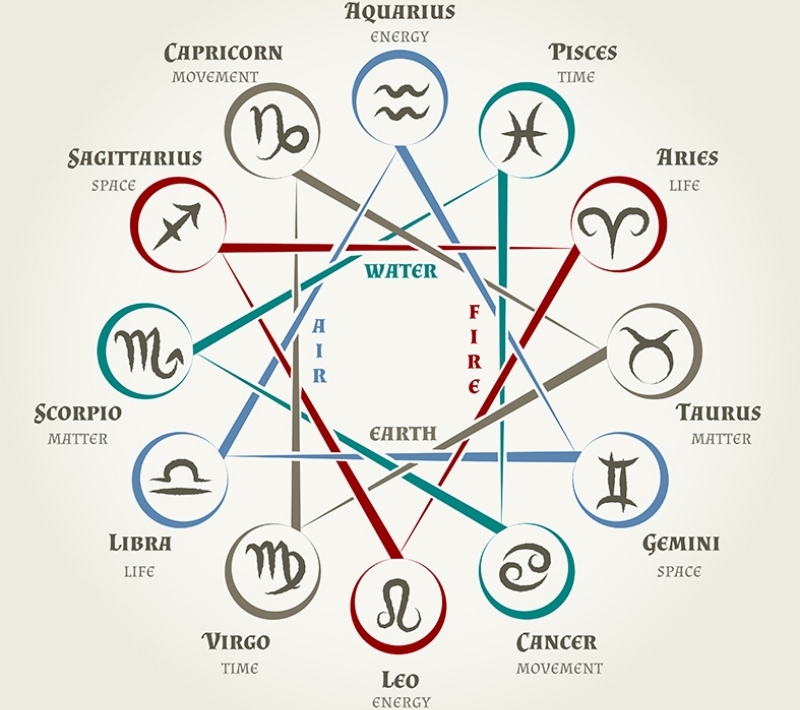 AQUARIUS
ENERGY
CAPRICORN
MOVEMENT
PISCES
TIME
SAGITTARIUS
SPACE
ARIES
LIFE
WATER
AIR
FIRE
EARTH
SCORPIO
MATTER
TAURUS
MATTER
LIBRA
LIFE
GEMINI
SPACE
VIRGO
TIME
CANCER
MOVEMENT
LEO
ENERGY